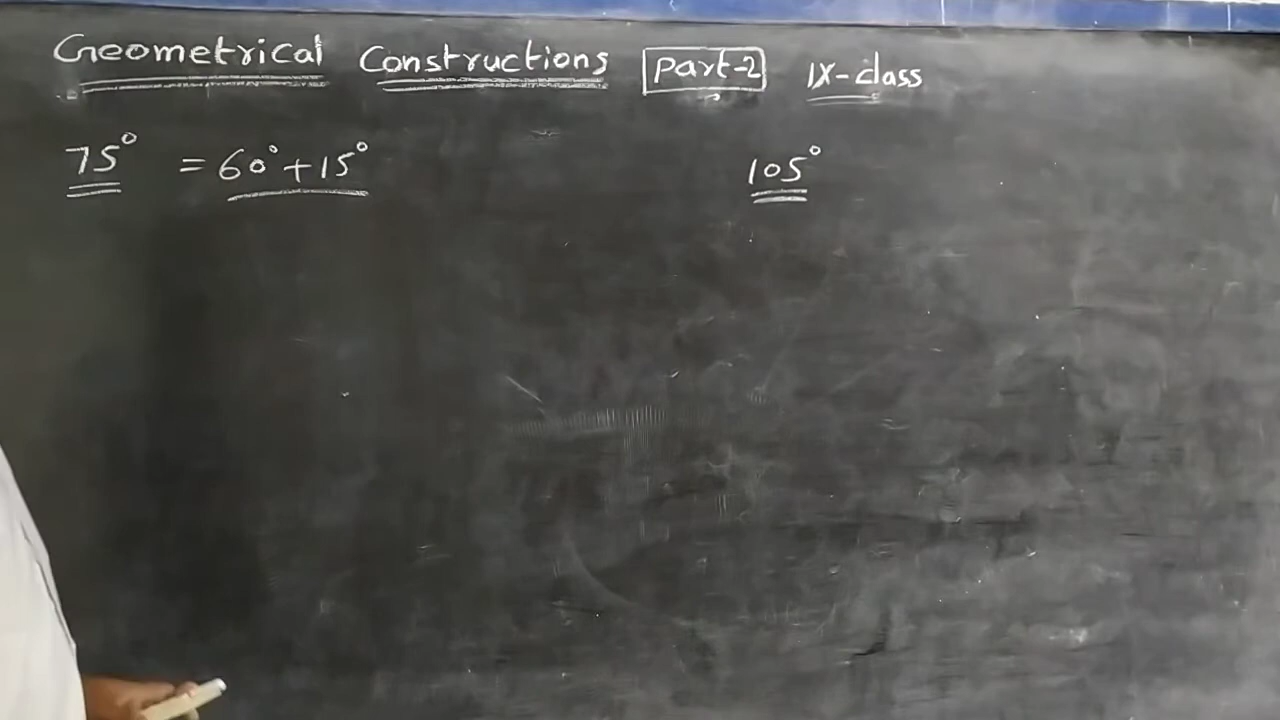 Geometrical Constructions Part-2 IX-class
75° = 60° + 15° 105°